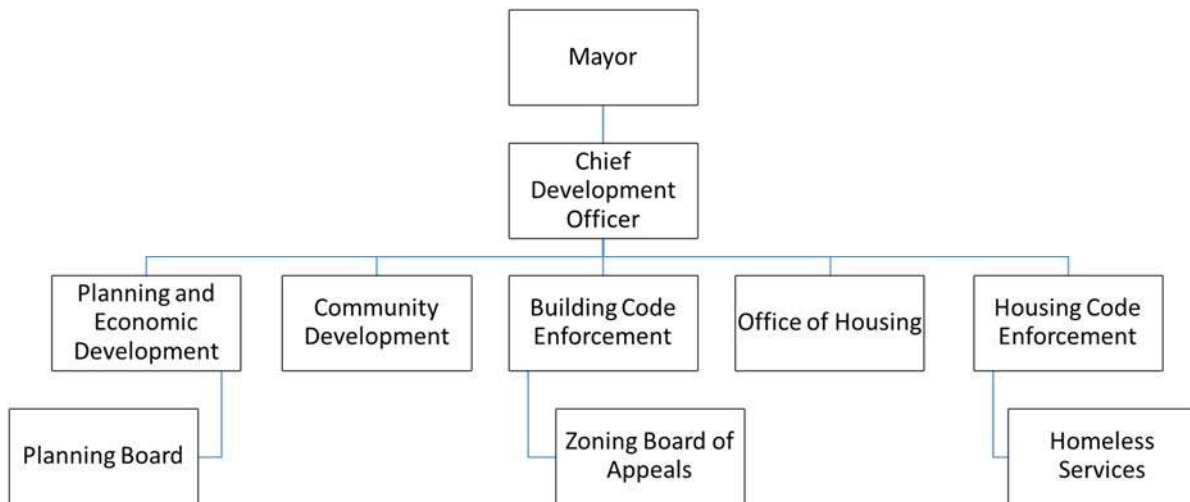 Mayor
Chief
Development
Officer
Planning and
Economic
Development
Community
Development
Building Code
Enforcement
Office of Housing
Housing Code
Enforcement
Planning Board
Zoning Board of
Appeals
Homeless
Services